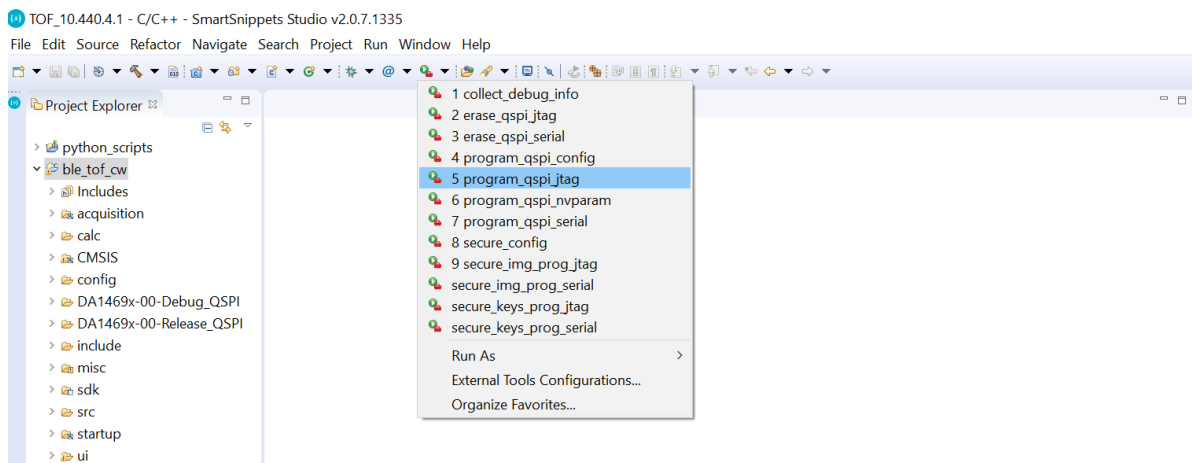 TOF_10.440.4.1 - C/C++ - SmartSnippets Studio v2.0.7.1335
File Edit Source Refactor Navigate Search Project Run Window Help
Project Explorer
python_scripts
ble_tof_cw
Includes
acquisition
calc
CMSIS
config
DA1469x-00-Debug_QSPI
DA1469x-00-Release_QSPI
include
misc
sdk
src
startup
ui
1 collect_debug_info
2 erase_qspi_jtag
3 erase_qspi_serial
4 program_qspi_config
5 program_qspi_jtag
6 program_qspi_nvparam
7 program_qspi_serial
8 secure_config
9 secure_img_prog_jtag
secure_img_prog_serial
secure_keys_prog_jtag
secure_keys_prog_serial
Run As
External Tools Configurations...
Organize Favorites...